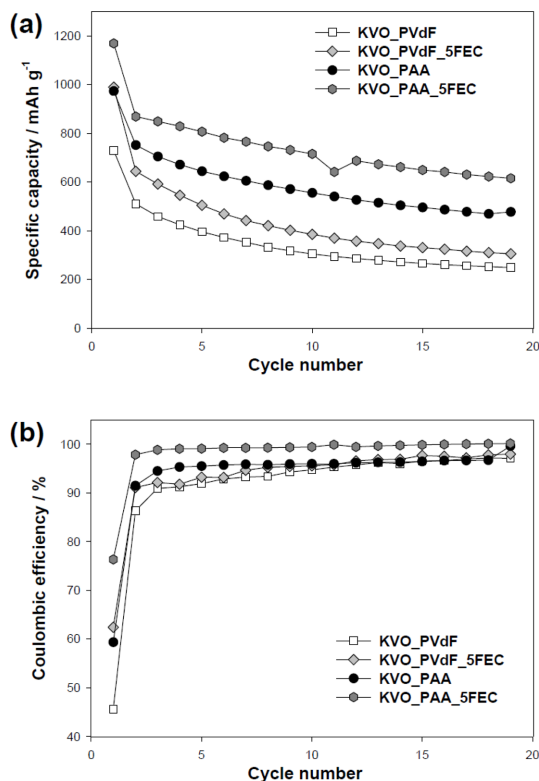 (a)
KVO_PVdF
KVO_PVdF_5FEC
KVO_PAA
KVO_PAA_5FEC
Specific capacity / mAh g-1
1200
1000
800
600
400
200
0
0 5 10 15 20
Cycle number
(b)
Coulombic efficiency / %
100
90
80
70
60
50
40
KVO_PVdF
KVO_PVdF_5FEC
KVO_PAA
KVO_PAA_5FEC
0 5 10 15 20
Cycle number